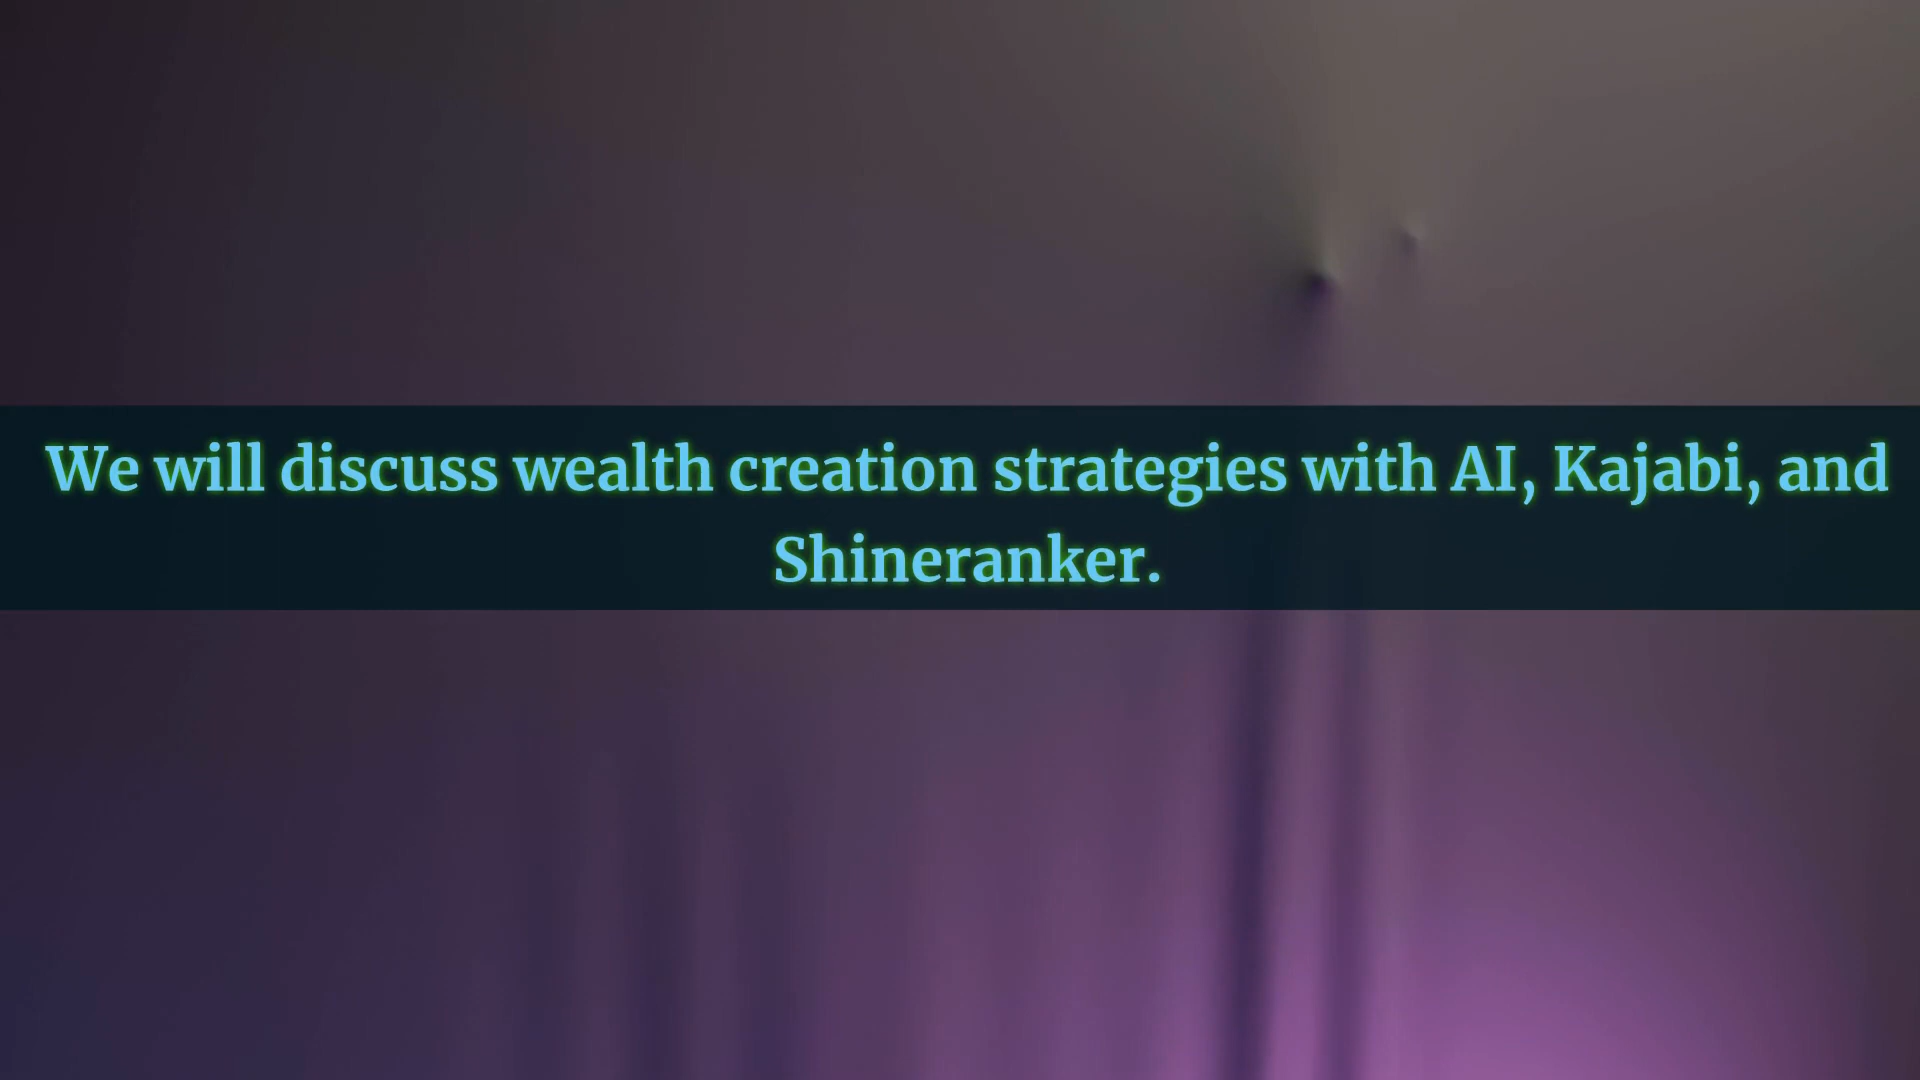 We will discuss wealth creation strategies with AI, Kajabi, and
Shineranker.